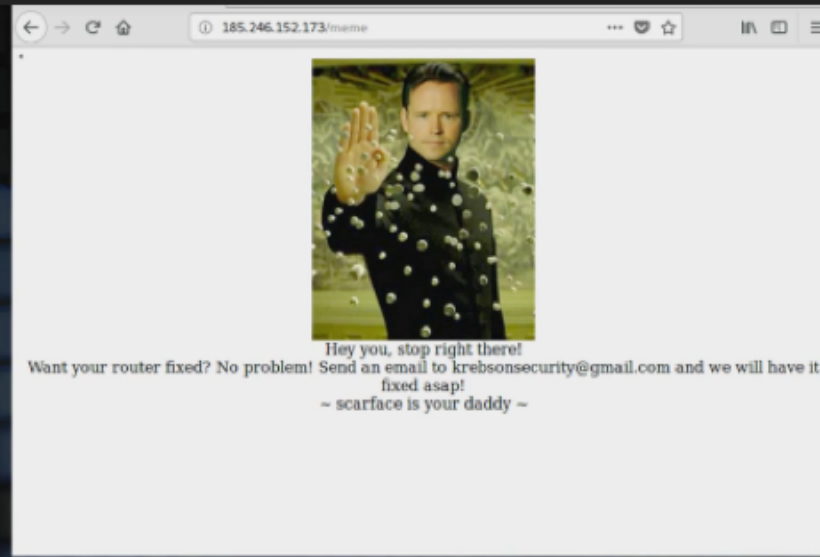 185.246.152.173/meme
Hey you, stop right there!
Want your router fixed? No problem! Send an email to krebsonsecurity@gmail.com and we will have it
fixed asap!
~ scarface is your daddy ~